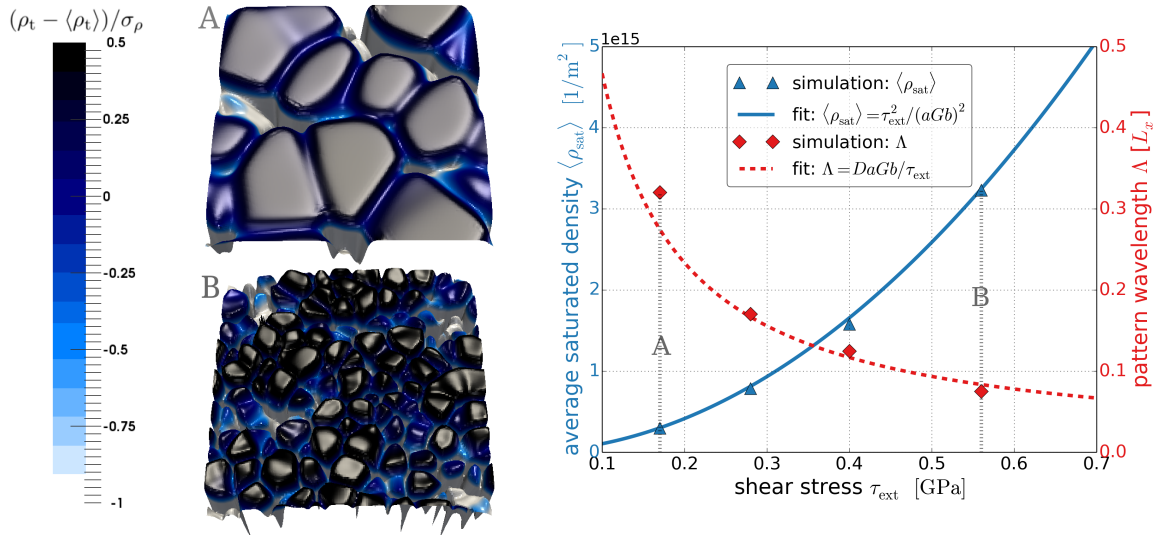 (ρt − ⟨ρt⟩)/σρ
0.5
0.25
0
-0.25
-0.5
-0.75
-1
A
B
1e15
5
4
3
2
1
0
average saturated density ⟨ρsat⟩ [1/m²]
simulation: ⟨ρsat⟩
fit: ⟨ρsat⟩=τ²ext/(aGb)²
simulation: Λ
fit: Λ=DaGb/τext
A
B
0.1 0.2 0.3 0.4 0.5 0.6 0.7
shear stress τext [GPa]
0.5
0.4
0.3
0.2
0.1
0.0
pattern wavelength Λ [Lx]